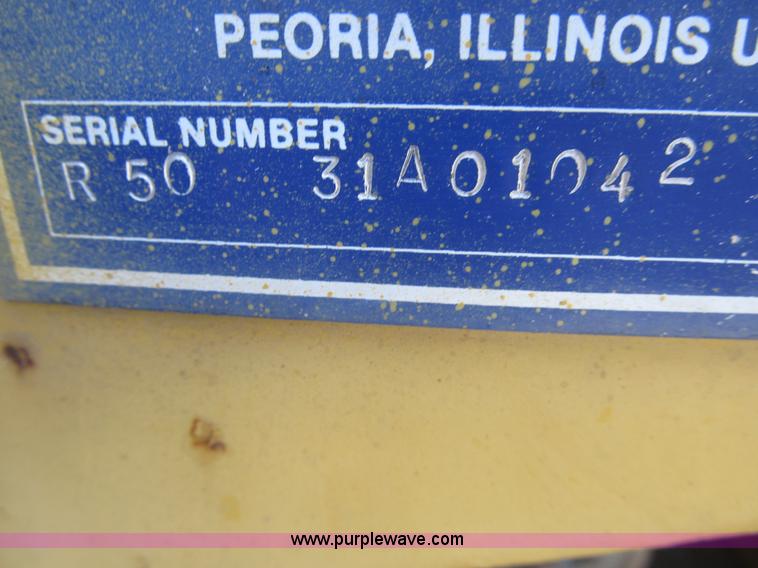 PEORIA, ILLINOIS U
SERIAL NUMBER
R 50 31A01042
www.purplewave.com